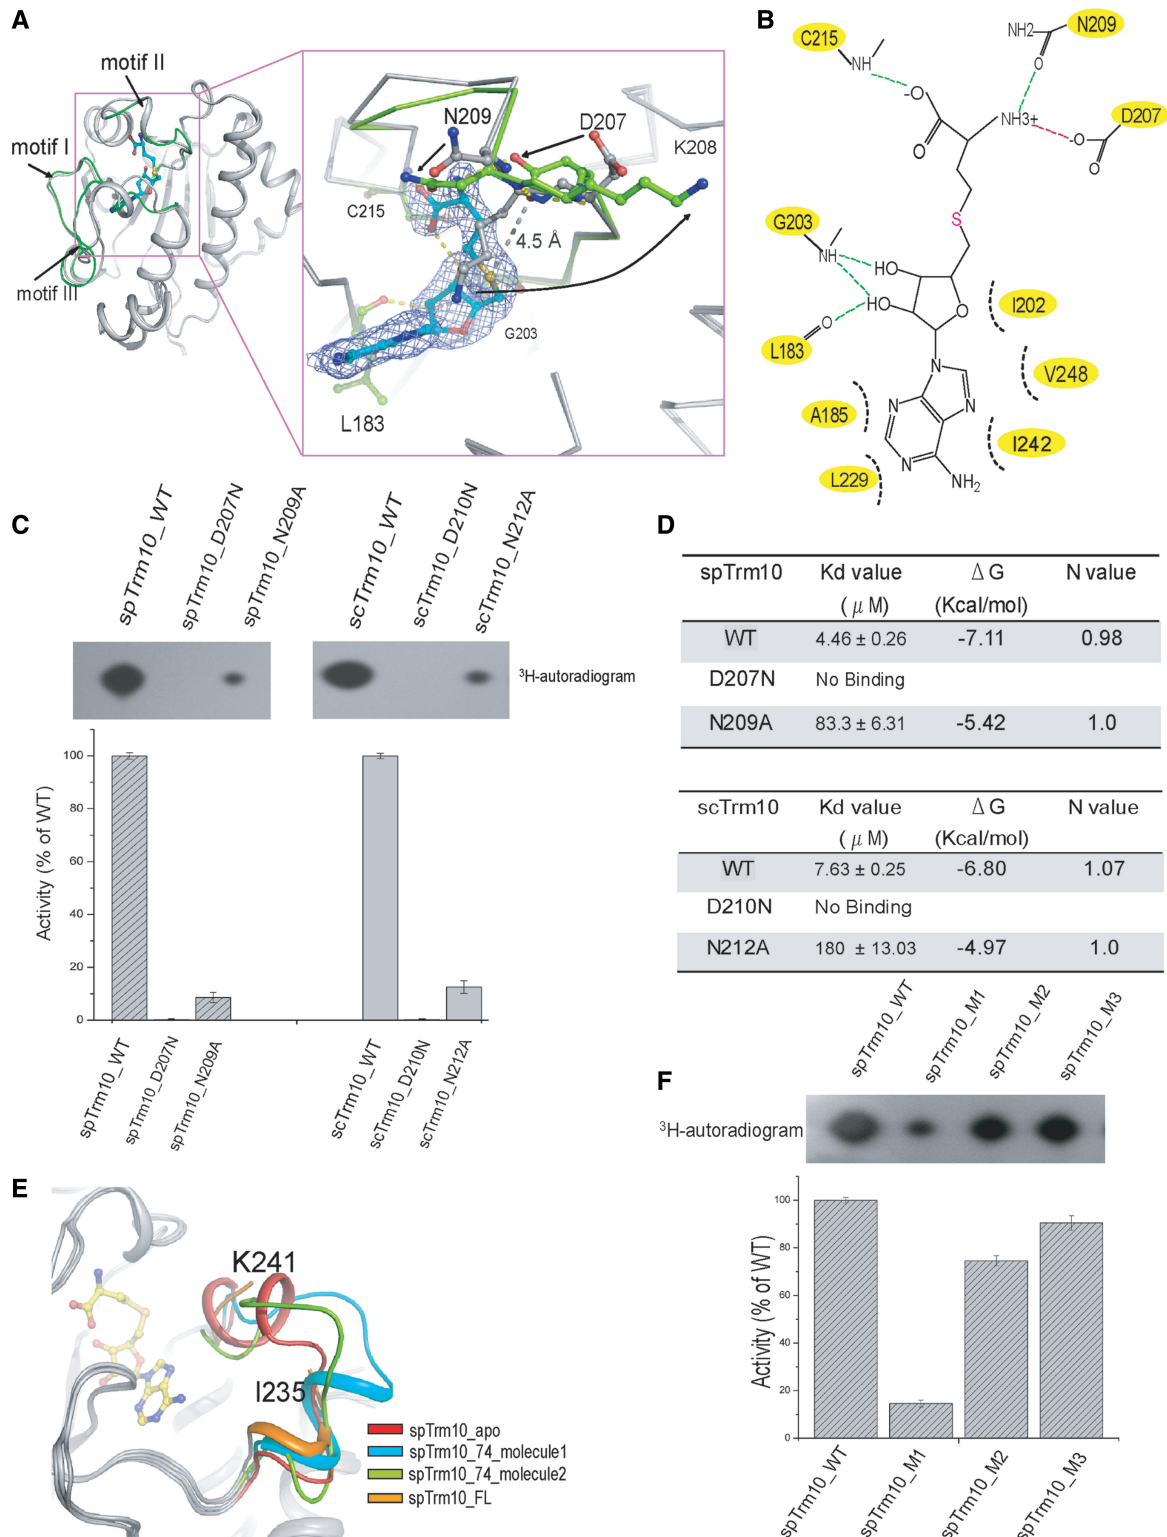 A
motif II
motif I
motif III
N209
D207
K208
C215
4.5 Å
G203
L183
B
C215
NH
NH2
N209
O
-O
O
NH3+
-O
O
D207
S
G203
NH
HO
HO
O
O
L183
I202
V248
I242
A185
L229
N
N
N
N
NH2
C
spTrm10_WT
spTrm10_D207N
spTrm10_N209A
scTrm10_WT
scTrm10_D210N
scTrm10_N212A
3H-autoradiogram
Activity (% of WT)
100
80
60
40
20
0
spTrm10_WT
spTrm10_D207N
spTrm10_N209A
scTrm10_WT
scTrm10_D210N
scTrm10_N212A
D
spTrm10 Kd value Δ G N value
(μ M) (Kcal/mol)
WT 4.46 ± 0.26 -7.11 0.98
D207N No Binding
N209A 83.3 ± 6.31 -5.42 1.0
scTrm10 Kd value Δ G N value
(μ M) (Kcal/mol)
WT 7.63 ± 0.25 -6.80 1.07
D210N No Binding
N212A 180 ± 13.03 -4.97 1.0
E
K241
I235
spTrm10_apo
spTrm10_74_molecule1
spTrm10_74_molecule2
spTrm10_FL
F
spTrm10_WT
spTrm10_M1
spTrm10_M2
spTrm10_M3
3H-autoradiogram
Activity (% of WT)
100
80
60
40
20
0
spTrm10_WT
spTrm10_M1
spTrm10_M2
spTrm10_M3